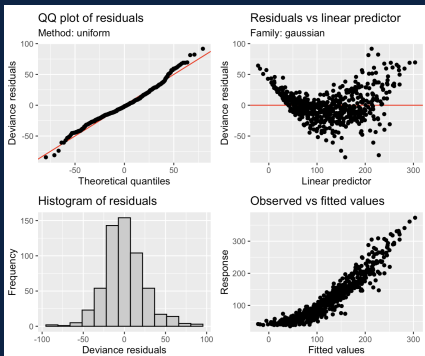 QQ plot of residuals
Method: uniform
Deviance residuals
100
50
0
-50
-50
0
50
Theoretical quantiles
Residuals vs linear predictor
Family: gaussian
Deviance residuals
100
50
0
-50
0
100
200
300
Linear predictor
Histogram of residuals
Frequency
150
100
50
0
-100
-50
0
50
100
Deviance residuals
Observed vs fitted values
Response
300
200
100
0
100
200
300
Fitted values